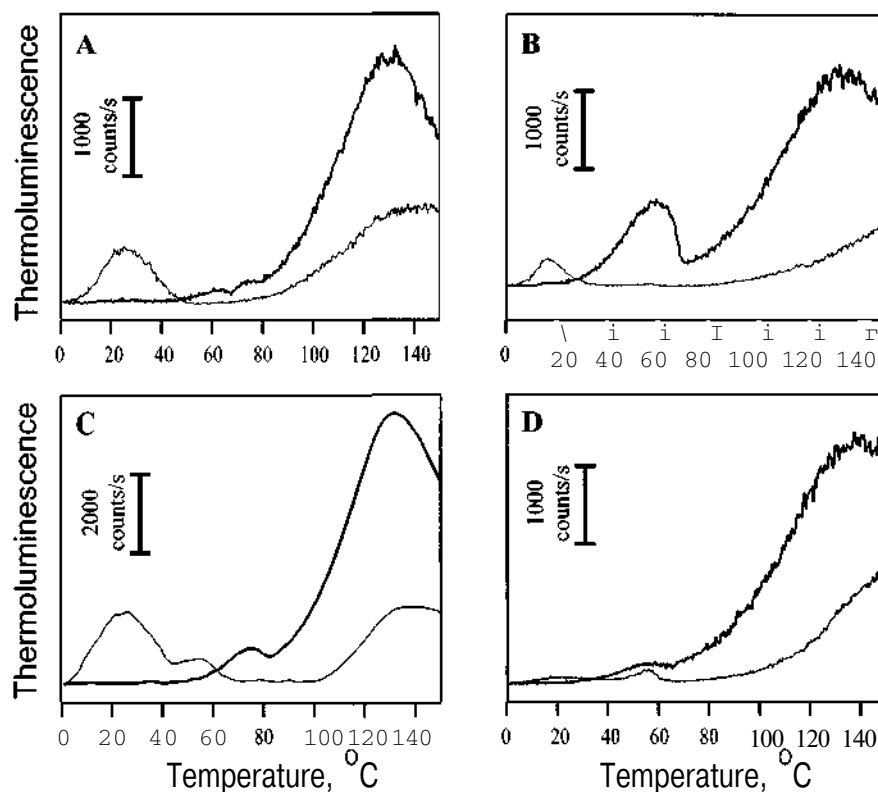 A
B
Thermoluminescence
1000
counts/s
1000
counts/s
0 20 40 60 80 100 120 140
\ i i I i i r
0 20 40 60 80 100 120 140
C
D
Thermoluminescence
2000
counts/s
1000
counts/s
0 20 40 60 80 100 120 140
0 20 40 60 80 100 120 140
Temperature, °C
Temperature, °C